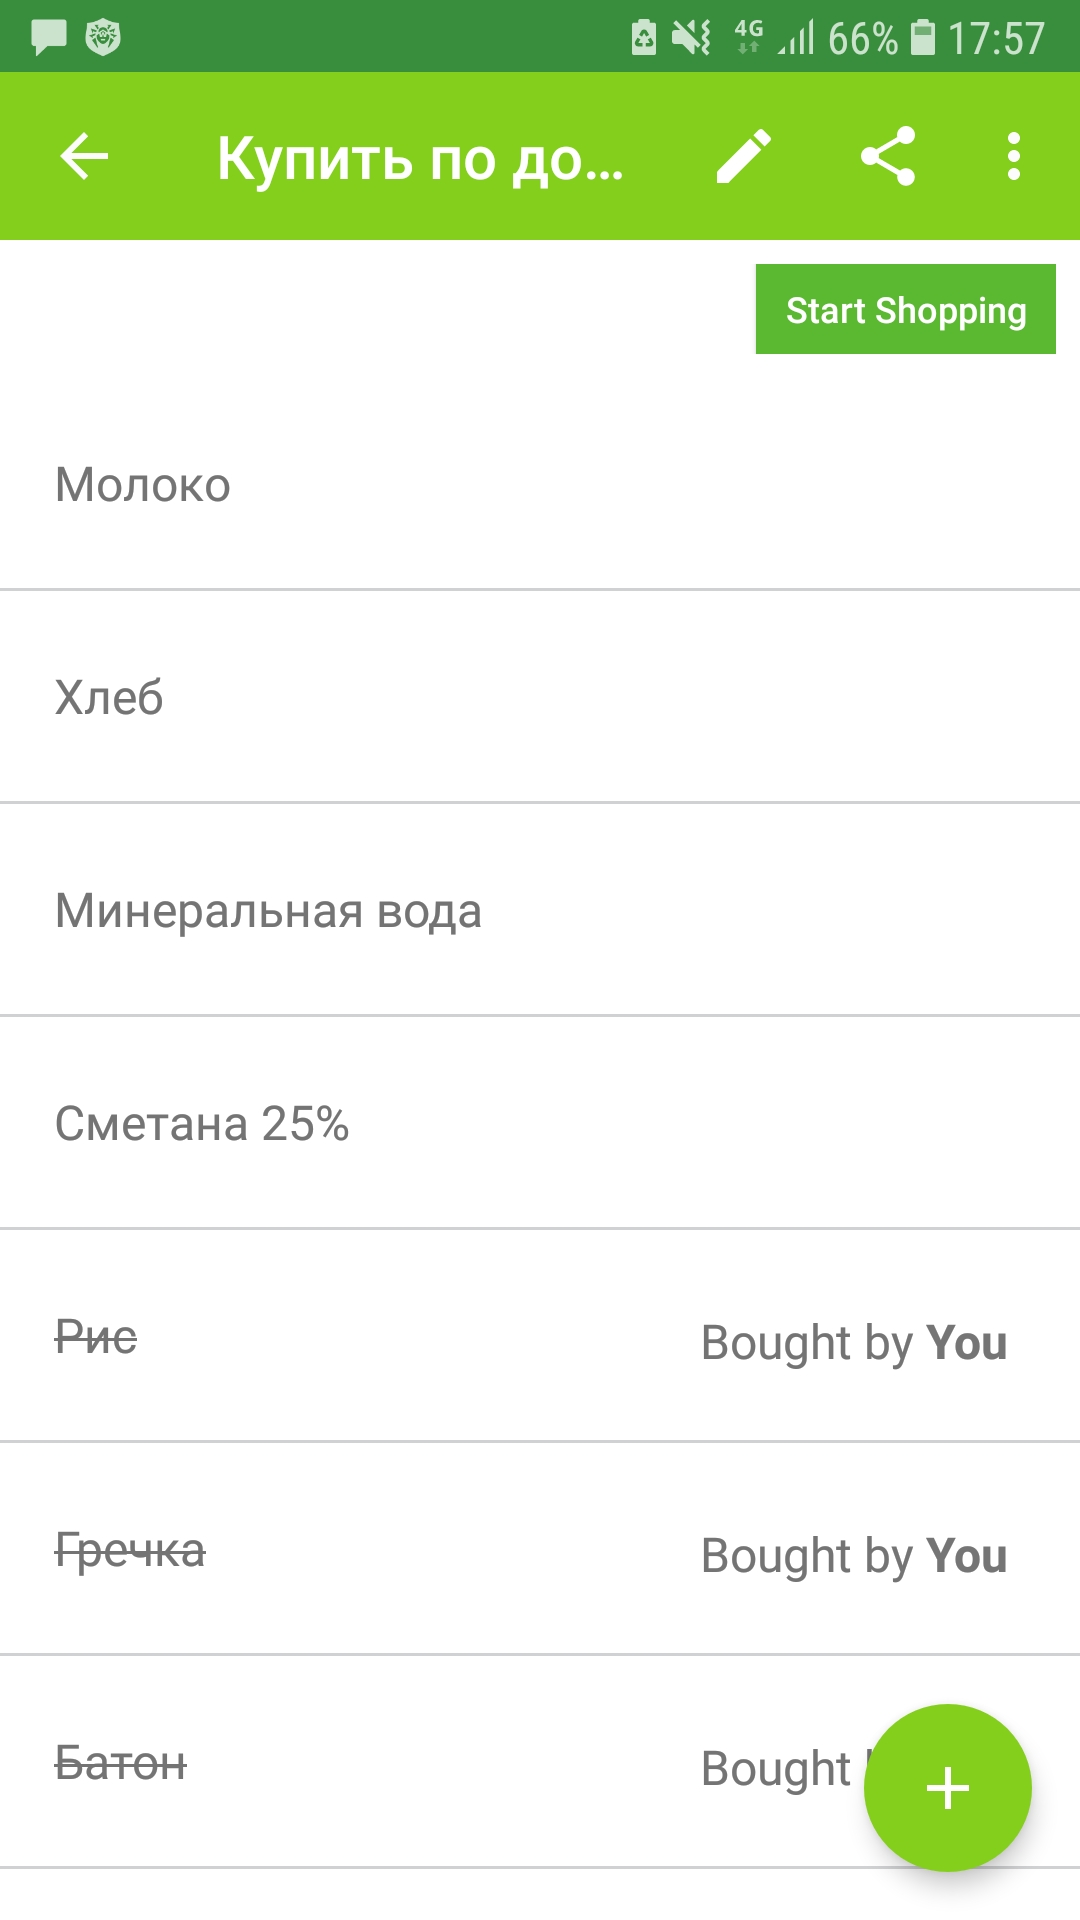 4G 66% 17:57
Купить по до...
Start Shopping
Молоко
Хлеб
Минеральная вода
Сметана 25%
Рис Bought by You
Гречка Bought by You
Батон Bought